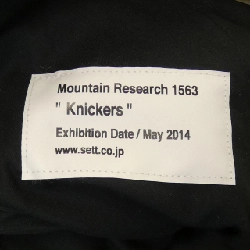 Mountain Research 1563
" Knickers "
Exhibition Date / May 2014
www.sett.co.jp